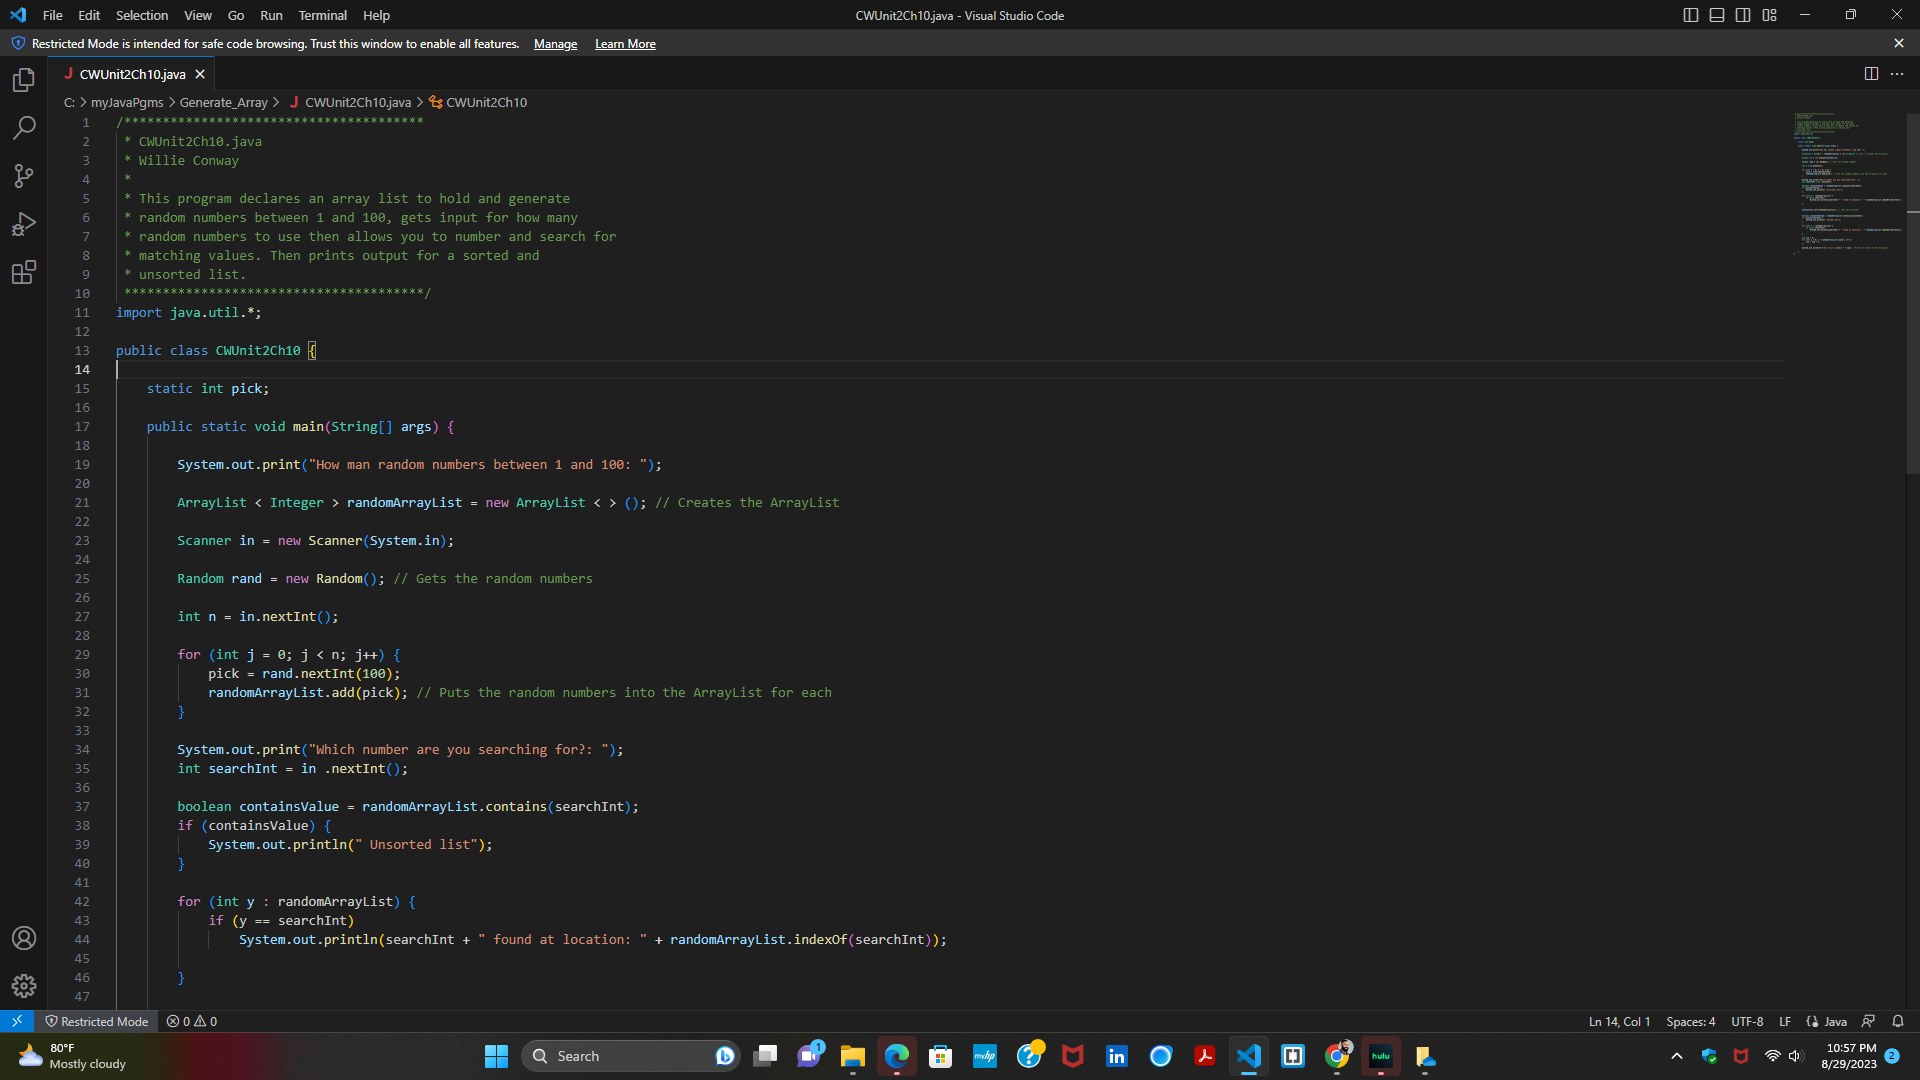 File Edit Selection View Go Run Terminal Help CWUnit2Ch10.java - Visual Studio Code
Restricted Mode is intended for safe code browsing. Trust this window to enable all features. Manage Learn More
J CWUnit2Ch10.java
C: > myJavaPgms > Generate_Array > J CWUnit2Ch10.java > CWUnit2Ch10
1 /***************************************
2 * CWUnit2Ch10.java
3 * Willie Conway
4 *
5 * This program declares an array list to hold and generate
6 * random numbers between 1 and 100, gets input for how many
7 * random numbers to use then allows you to number and search for
8 * matching values. Then prints output for a sorted and
9 * unsorted list.
10 ***************************************/
11 import java.util.*;
12
13 public class CWUnit2Ch10 {
14
15 static int pick;
16
17 public static void main(String[] args) {
18
19 System.out.print("How man random numbers between 1 and 100: ");
20
21 ArrayList < Integer > randomArrayList = new ArrayList < > (); // Creates the ArrayList
22
23 Scanner in = new Scanner(System.in);
24
25 Random rand = new Random(); // Gets the random numbers
26
27 int n = in.nextInt();
28
29 for (int j = 0; j < n; j++) {
30 pick = rand.nextInt(100);
31 randomArrayList.add(pick); // Puts the random numbers into the ArrayList for each
32 }
33
34 System.out.print("Which number are you searching for?: ");
35 int searchInt = in .nextInt();
36
37 boolean containsValue = randomArrayList.contains(searchInt);
38 if (containsValue) {
39 System.out.println(" Unsorted list");
40 }
41
42 for (int y : randomArrayList) {
43 if (y == searchInt)
44 System.out.println(searchInt + " found at location: " + randomArrayList.indexOf(searchInt));
45
46 }
47
Restricted Mode 0 0 Ln 14, Col 1 Spaces: 4 UTF-8 LF {} Java
80°F
Mostly cloudy
Search
1
myhp
in
hulu
10:57 PM
8/29/2023
2